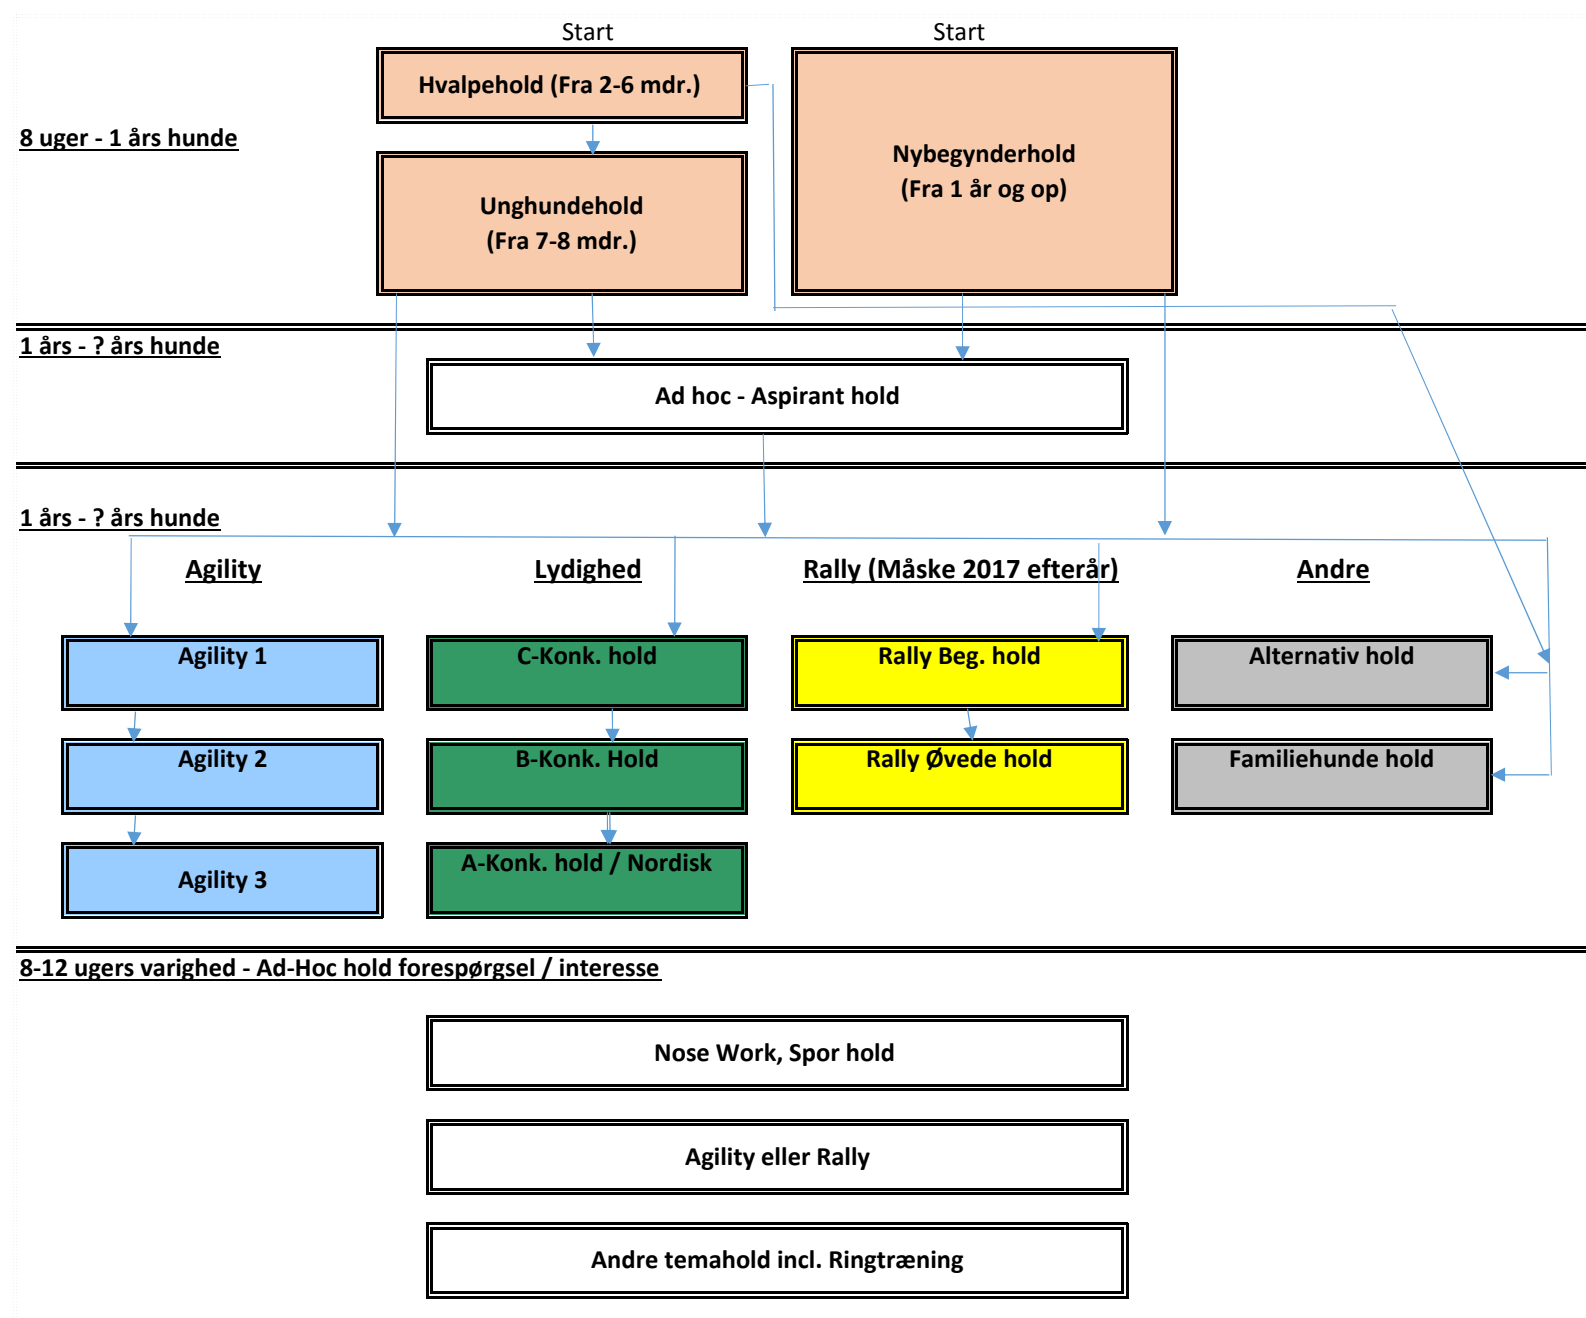 Start
Start
Hvalpehold (Fra 2-6 mdr.)
8 uger - 1 års hunde
Nybegynderhold
(Fra 1 år og op)
Unghundehold
(Fra 7-8 mdr.)
1 års - ? års hunde
Ad hoc - Aspirant hold
1 års - ? års hunde
Agility
Lydighed
Rally (Måske 2017 efterår)
Andre
Agility 1
C-Konk. hold
Rally Beg. hold
Alternativ hold
Agility 2
B-Konk. Hold
Rally Øvede hold
Familiehunde hold
Agility 3
A-Konk. hold / Nordisk
8-12 ugers varighed - Ad-Hoc hold forespørgsel / interesse
Nose Work, Spor hold
Agility eller Rally
Andre temahold incl. Ringtræning